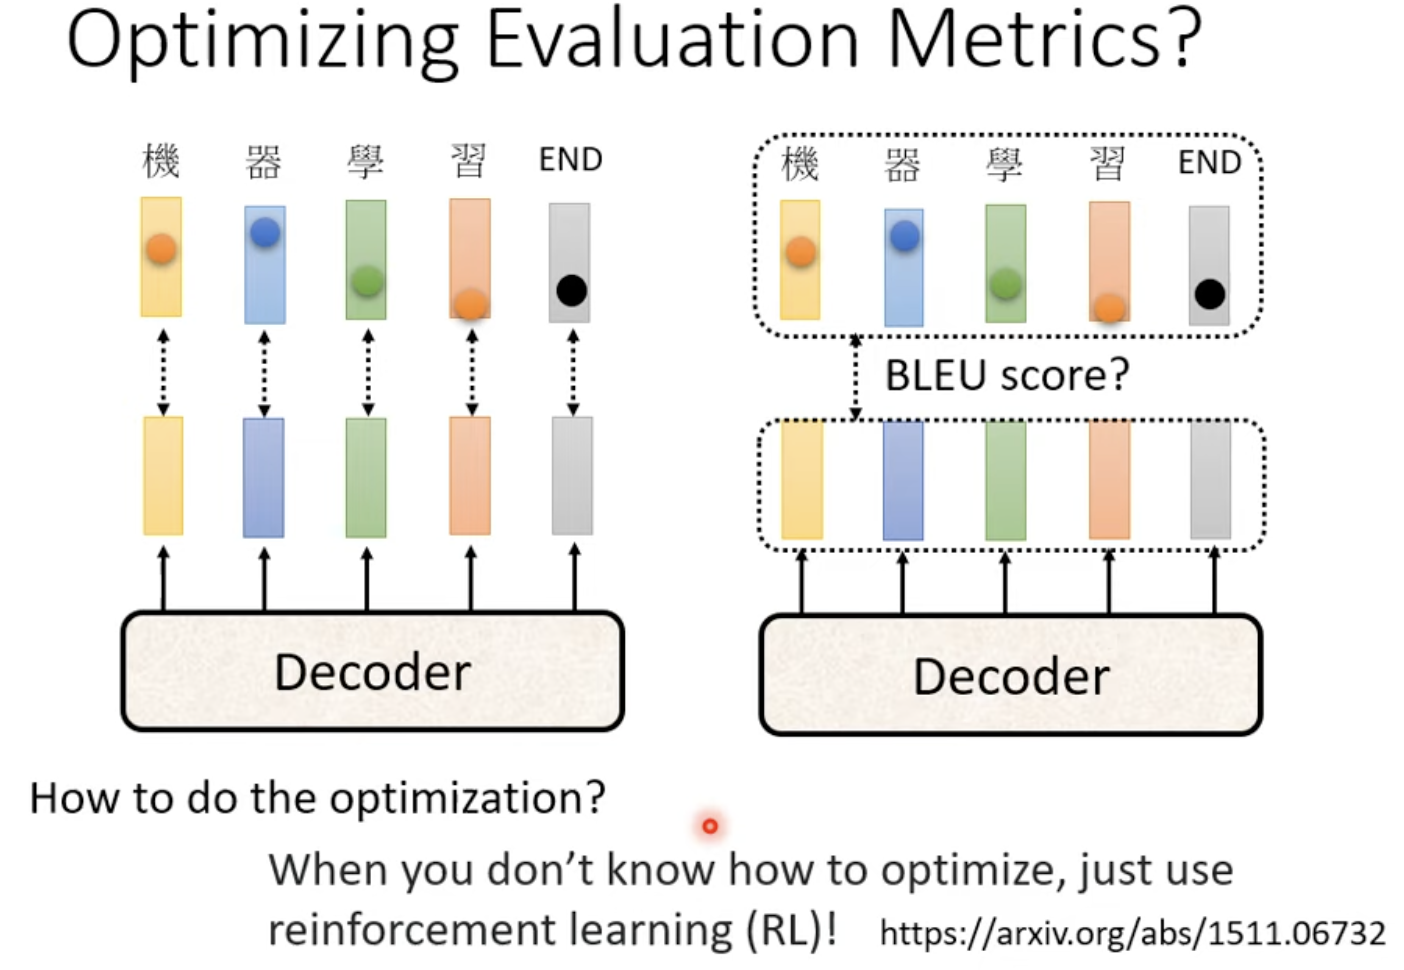 Optimizing Evaluation Metrics?
機 器 學 習 END
機 器 學 習 END
BLEU score?
Decoder
Decoder
How to do the optimization?
When you don’t know how to optimize, just use
reinforcement learning (RL)! https://arxiv.org/abs/1511.06732